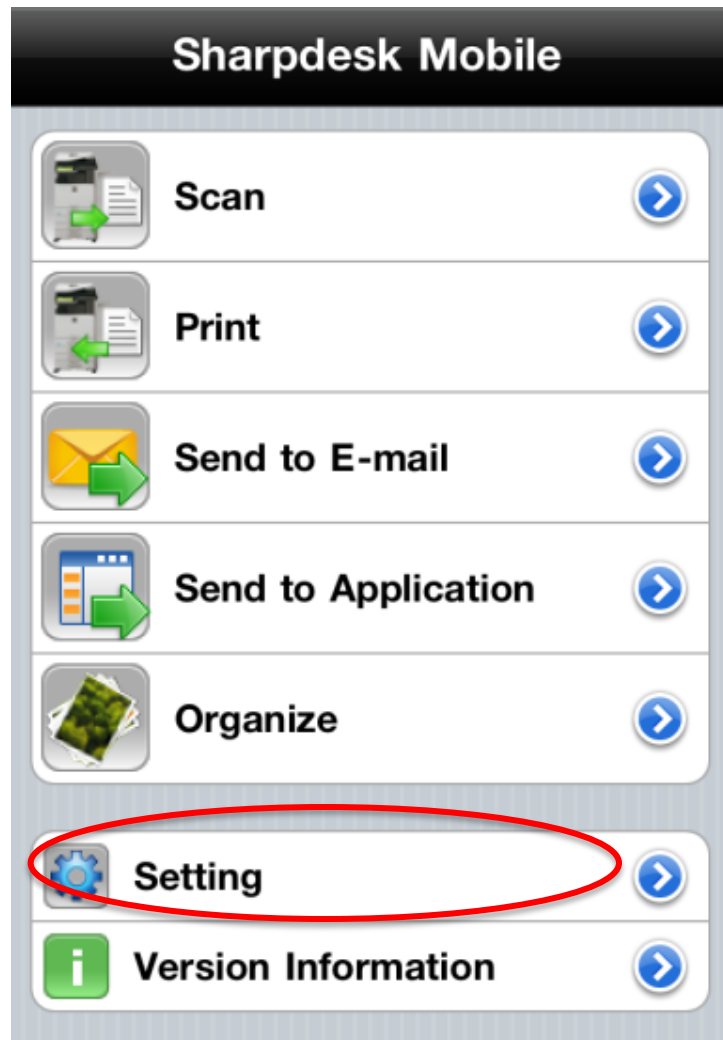 Sharpdesk Mobile
Scan
Print
Send to E-mail
Send to Application
Organize
Setting
i Version Information